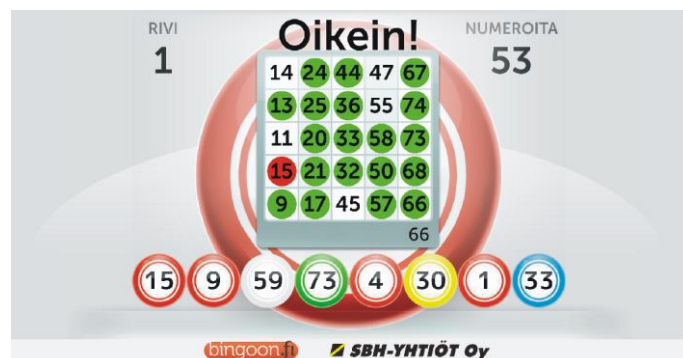 RIVI
1
Oikein!
NUMEROITA
53
14 24 44 47 67
13 25 36 55 74
11 20 33 58 73
15 21 32 50 68
9 17 45 57 66
66
15 9 59 73 4 30 1 33
bingoon.fi SBH-YHTIÖT Oy